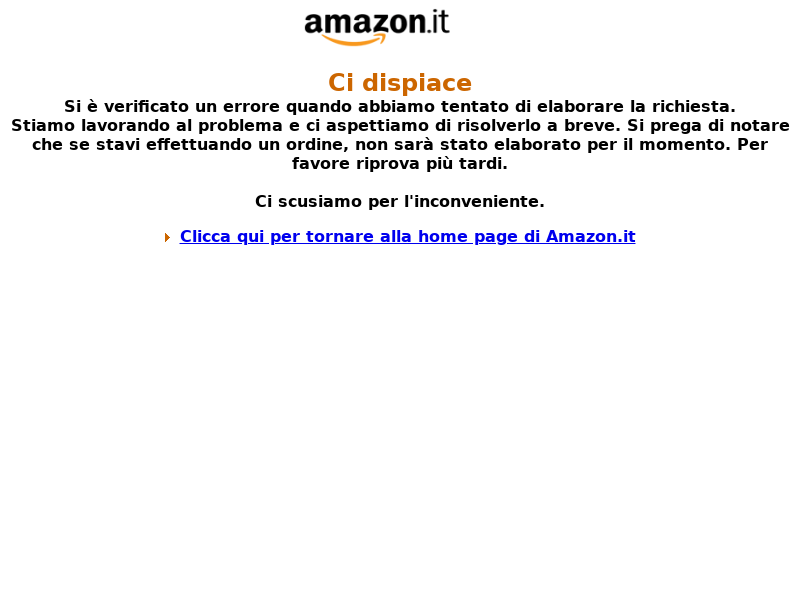 amazon.it
Ci dispiace
Si è verificato un errore quando abbiamo tentato di elaborare la richiesta.
Stiamo lavorando al problema e ci aspettiamo di risolverlo a breve. Si prega di notare
che se stavi effettuando un ordine, non sarà stato elaborato per il momento. Per
favore riprova più tardi.
Ci scusiamo per l'inconveniente.
Clicca qui per tornare alla home page di Amazon.it